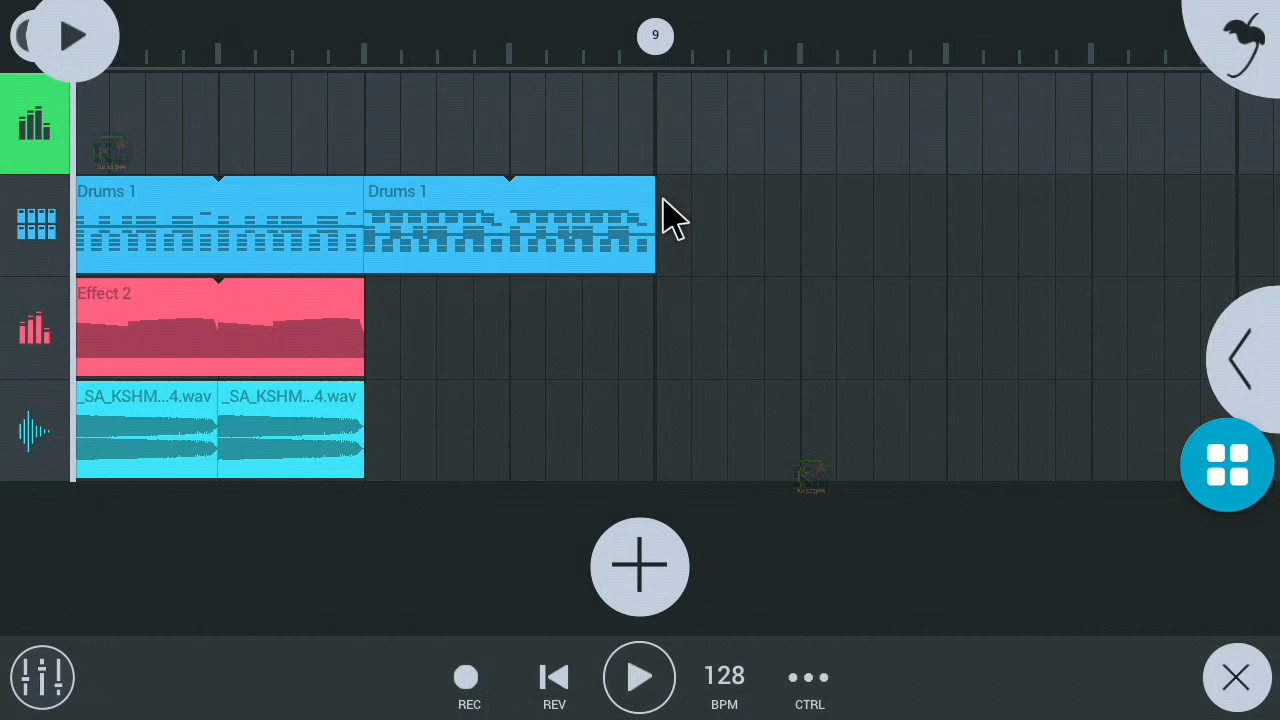 9
Drums 1
Drums 1
Effect 2
_SA_KSHM...4.wav
_SA_KSHM...4.wav
REC
REV
128
BPM
CTRL